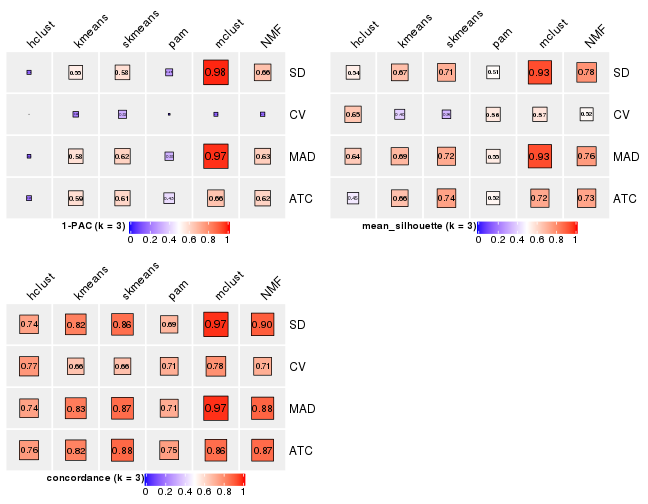 hclust kmeans skmeans pam mclust NMF
0.55 0.58 0.98 0.66 SD
CV
0.58 0.62 0.97 0.63 MAD
0.59 0.61 0.66 0.62 ATC
1-PAC (k = 3)
0 0.2 0.4 0.6 0.8 1
hclust kmeans skmeans pam mclust NMF
0.54 0.67 0.71 0.51 0.93 0.78 SD
0.65 0.56 0.57 0.52 CV
0.64 0.69 0.72 0.55 0.93 0.76 MAD
0.66 0.74 0.52 0.72 0.73 ATC
mean_silhouette (k = 3)
0 0.2 0.4 0.6 0.8 1
hclust kmeans skmeans pam mclust NMF
0.74 0.82 0.86 0.69 0.97 0.90 SD
0.77 0.66 0.66 0.71 0.78 0.71 CV
0.74 0.83 0.87 0.71 0.97 0.88 MAD
0.76 0.82 0.88 0.75 0.86 0.87 ATC
concordance (k = 3)
0 0.2 0.4 0.6 0.8 1